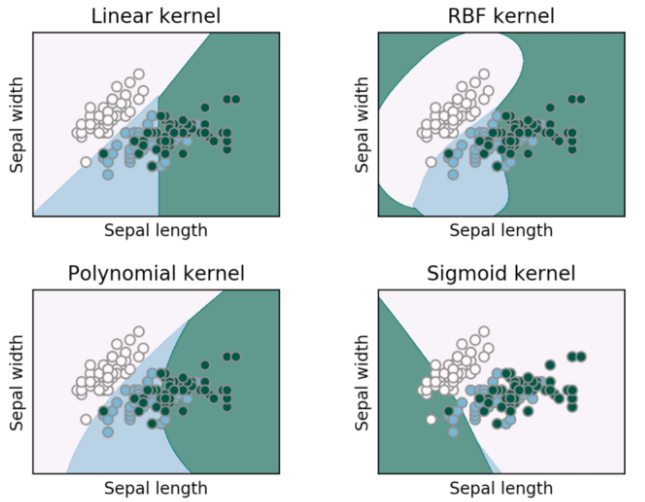 Linear kernel
RBF kernel
Sepal width
Sepal length
Sepal width
Sepal length
Polynomial kernel
Sigmoid kernel
Sepal width
Sepal length
Sepal width
Sepal length